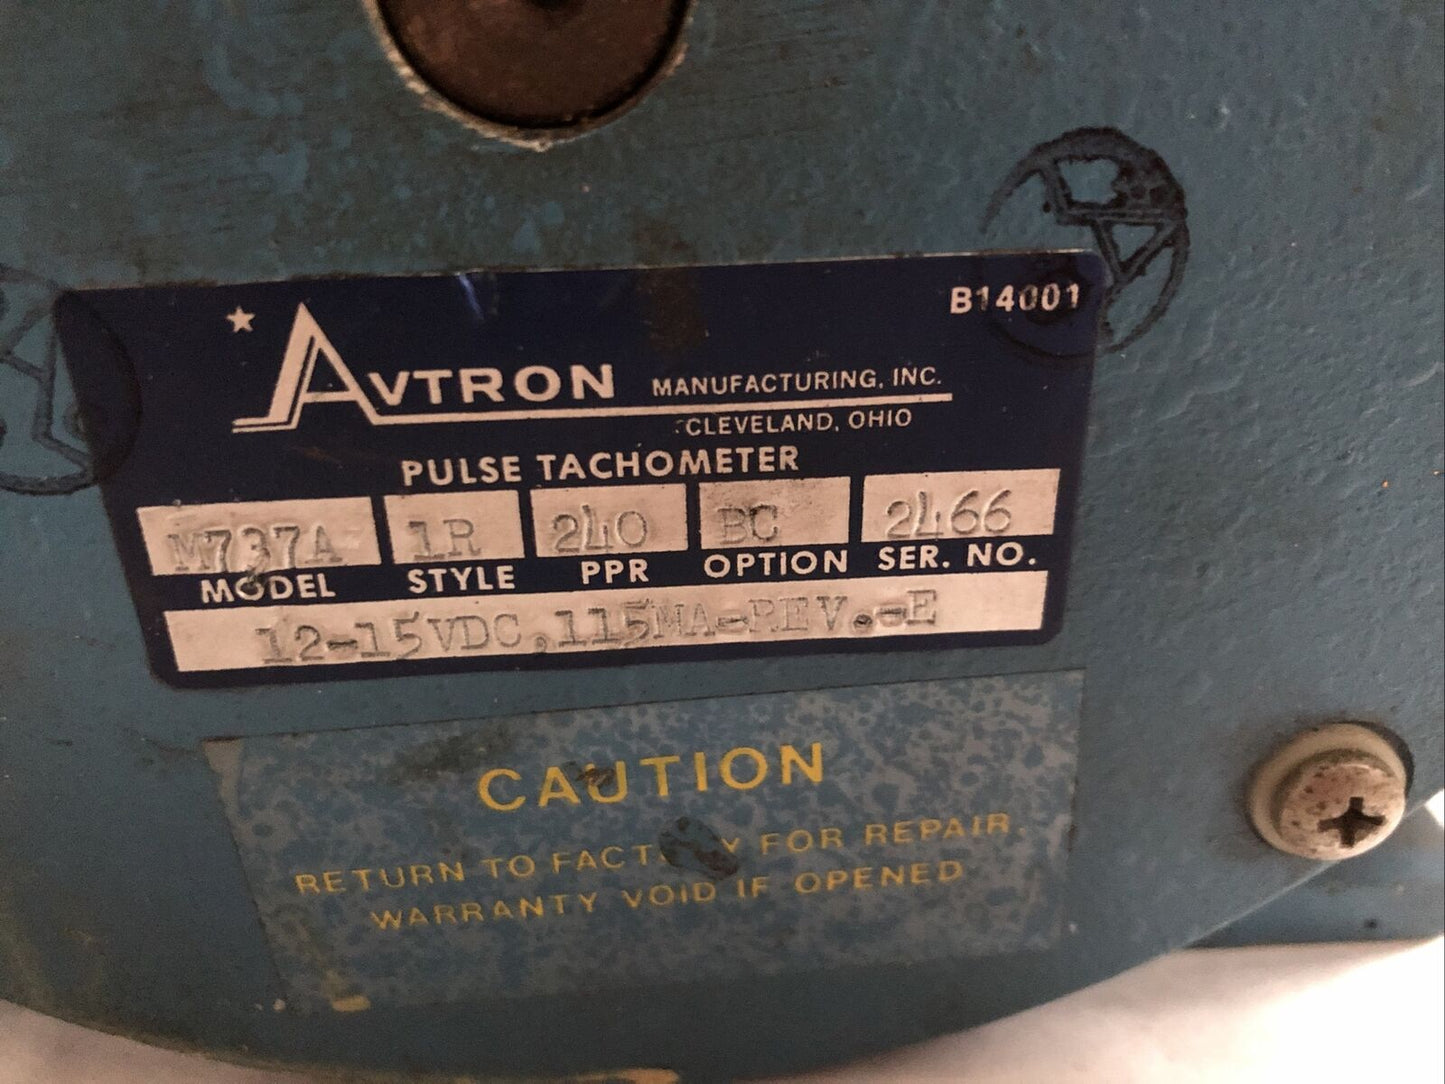 B14001
AVTRON MANUFACTURING, INC.
CLEVELAND, OHIO
PULSE TACHOMETER
M737A 1R 240 BC 2466
MODEL STYLE PPR OPTION SER. NO.
12-15VDC,115MA-REV.-E
CAUTION
RETURN TO FACTORY FOR REPAIR.
WARRANTY VOID IF OPENED